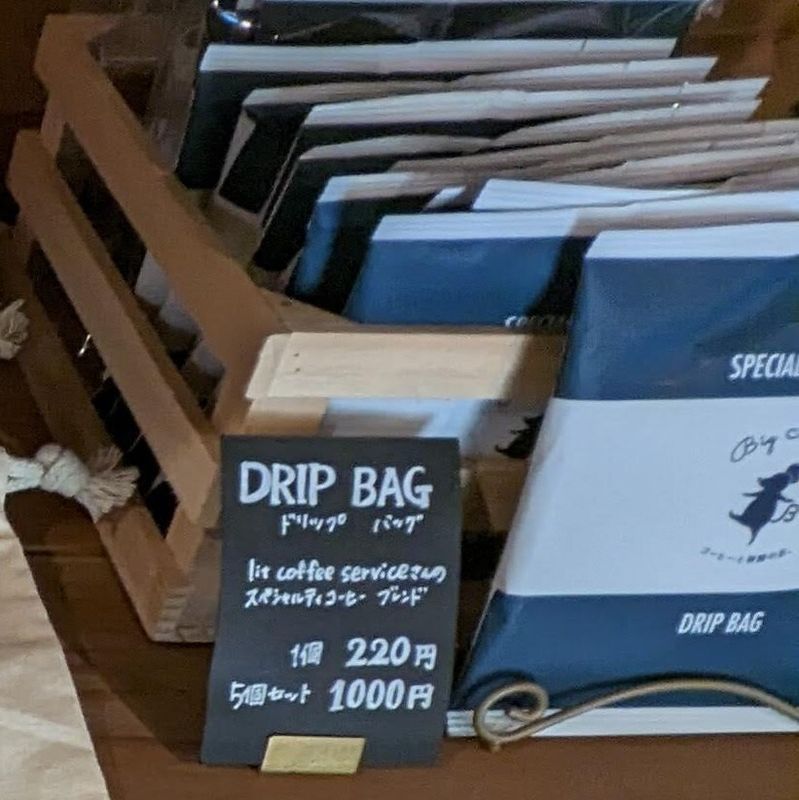 DRIP BAG
ドリップ バッグ
lit coffee serviceさんの
スペシャルティコーヒー ブレンド
1個 220円
5個セット 1000円
SPECIAL
Big
DRIP BAG